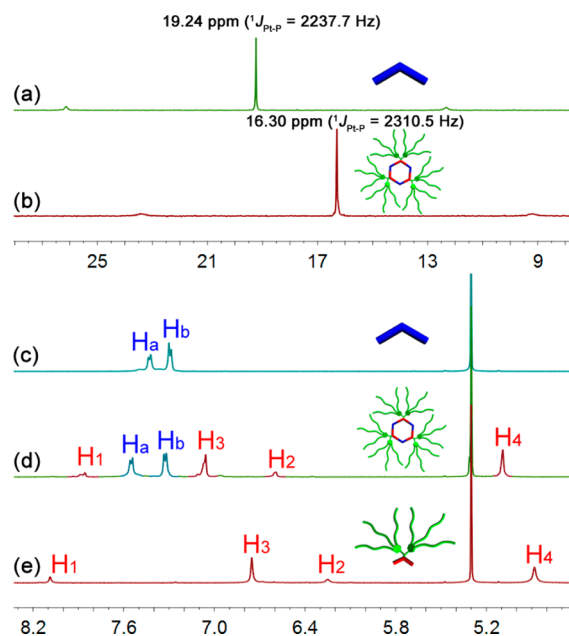 19.24 ppm (¹J_Pt-P = 2237.7 Hz)
(a)
16.30 ppm (¹J_Pt-P = 2310.5 Hz)
(b)
25 21 17 13 9
(c) Ha Hb
(d) H1 Ha Hb H3 H2 H4
(e) H1 H3 H2 H4
8.2 7.6 7.0 6.4 5.8 5.2